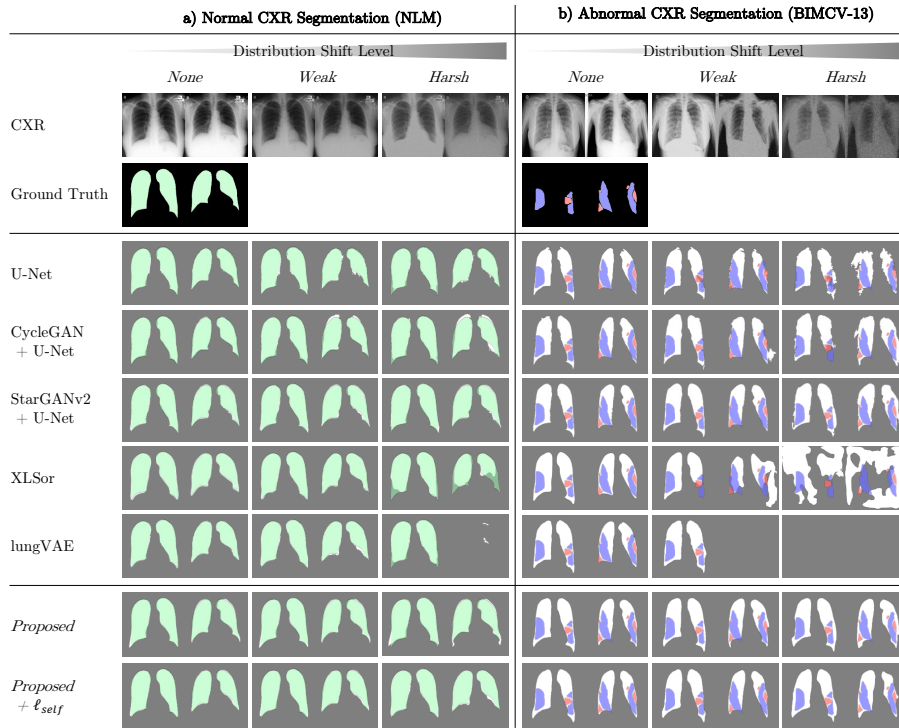 a) Normal CXR Segmentation (NLM)
b) Abnormal CXR Segmentation (BIMCV-13)
Distribution Shift Level
Distribution Shift Level
None
Weak
Harsh
None
Weak
Harsh
CXR
Ground Truth
U-Net
CycleGAN
+ U-Net
StarGANv2
+ U-Net
XLSor
lungVAE
Proposed
Proposed
+ ℓself